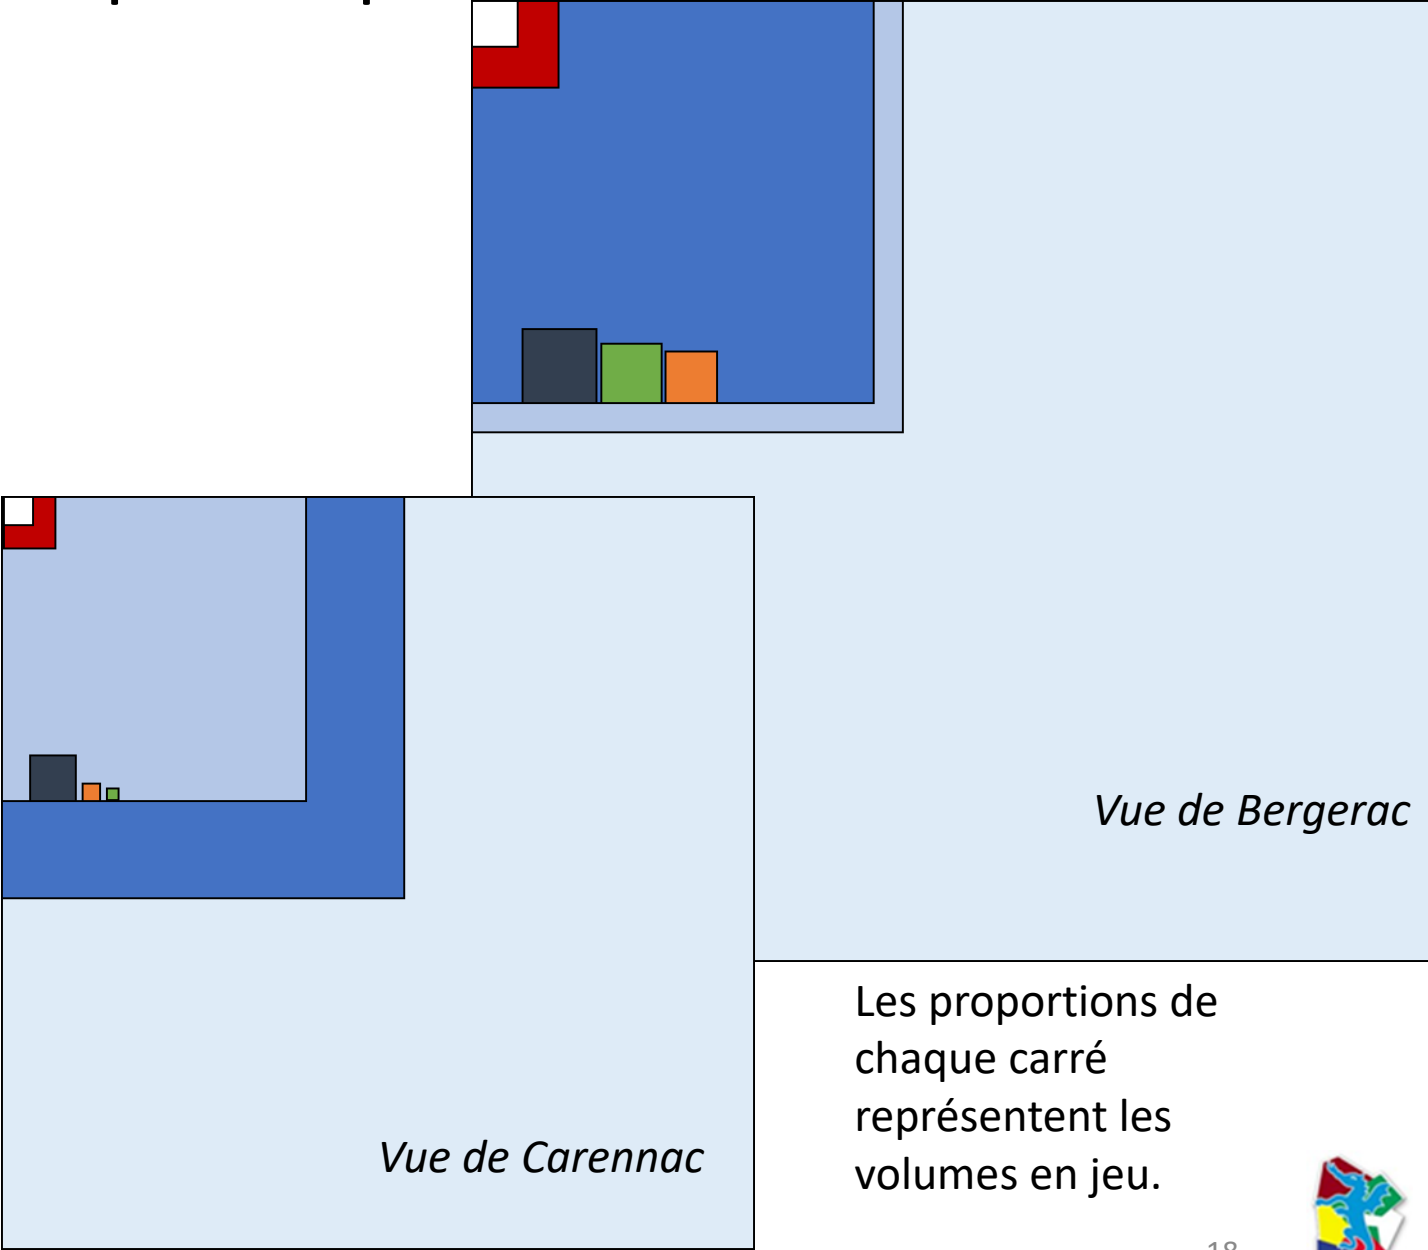 Vue de Bergerac
Vue de Carennac
Les proportions de
chaque carré
représentent les
volumes en jeu.